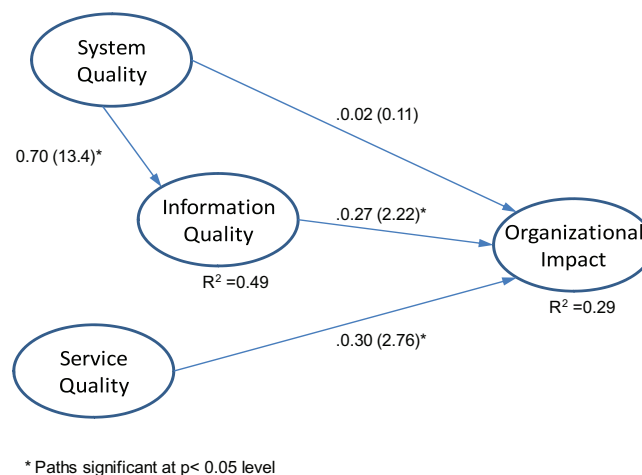 System
Quality
.0.02 (0.11)
0.70 (13.4)*
Information
Quality
.0.27 (2.22)*
Organizational
Impact
R² =0.49
R² =0.29
.0.30 (2.76)*
Service
Quality
* Paths significant at p< 0.05 level